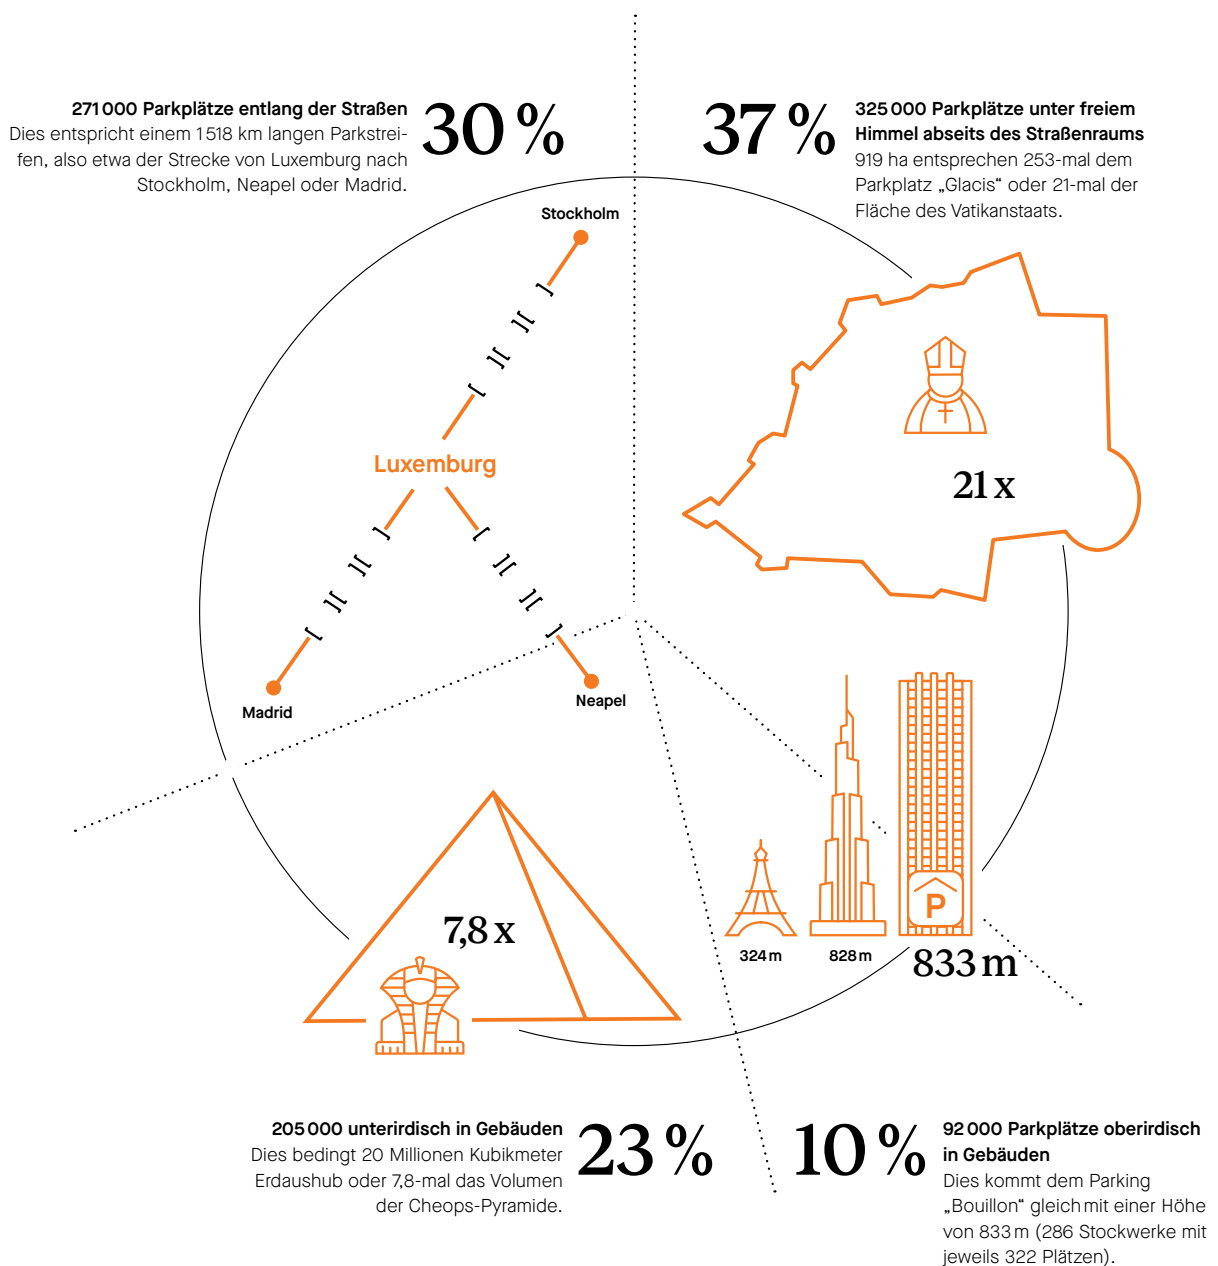 271 000 Parkplätze entlang der Straßen
Dies entspricht einem 1 518 km langen Parkstrei-
fen, also etwa der Strecke von Luxemburg nach
Stockholm, Neapel oder Madrid.
30 %
37 %
325 000 Parkplätze unter freiem
Himmel abseits des Straßenraums
919 ha entsprechen 253-mal dem
Parkplatz „Glacis“ oder 21-mal der
Fläche des Vatikanstaats.
Stockholm
Luxemburg
Madrid
Neapel
21 x
7,8 x
P
324 m
828 m
833 m
205 000 unterirdisch in Gebäuden
Dies bedingt 20 Millionen Kubikmeter
Erdaushub oder 7,8-mal das Volumen
der Cheops-Pyramide.
23 %
10 %
92 000 Parkplätze oberirdisch
in Gebäuden
Dies kommt dem Parking
„Bouillon“ gleich mit einer Höhe
von 833 m (286 Stockwerke mit
jeweils 322 Plätzen).